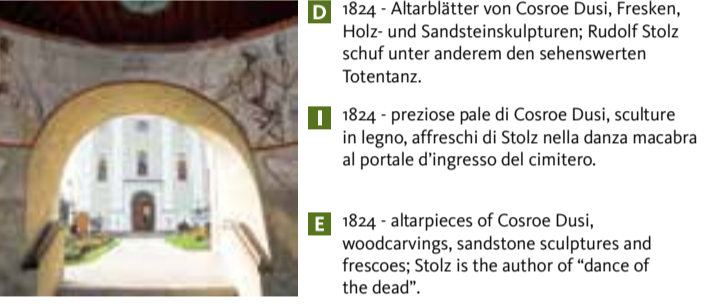 D 1824 - Altarblätter von Cosroe Dusi, Fresken,
Holz- und Sandsteinskulpturen; Rudolf Stolz
schuf unter anderem den sehenswerten
Totentanz.
I 1824 - preziose pale di Cosroe Dusi, sculture
in legno, affreschi di Stolz nella danza macabra
al portale d'ingresso del cimitero.
E 1824 - altarpieces of Cosroe Dusi,
woodcarvings, sandstone sculptures and
frescoes; Stolz is the author of “dance of
the dead”.